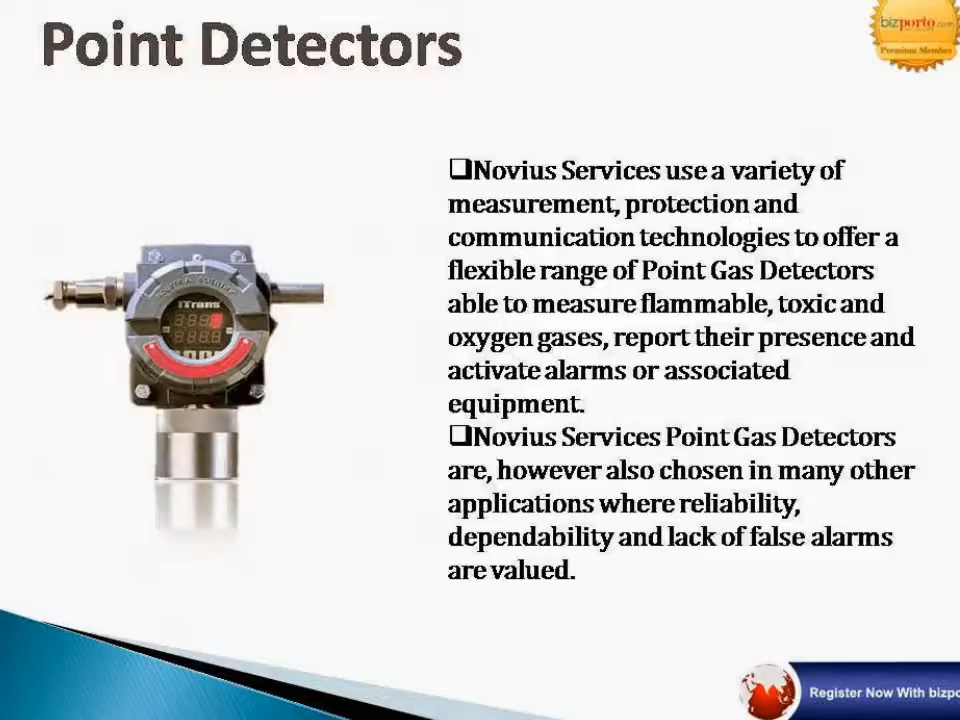 Point Detectors
bizporto.com
Premium Member
❑Novius Services use a variety of
measurement, protection and
communication technologies to offer a
flexible range of Point Gas Detectors
able to measure flammable, toxic and
oxygen gases, report their presence and
activate alarms or associated
equipment.
❑Novius Services Point Gas Detectors
are, however also chosen in many other
applications where reliability,
dependability and lack of false alarms
are valued.
iTrans
Register Now With bizpo